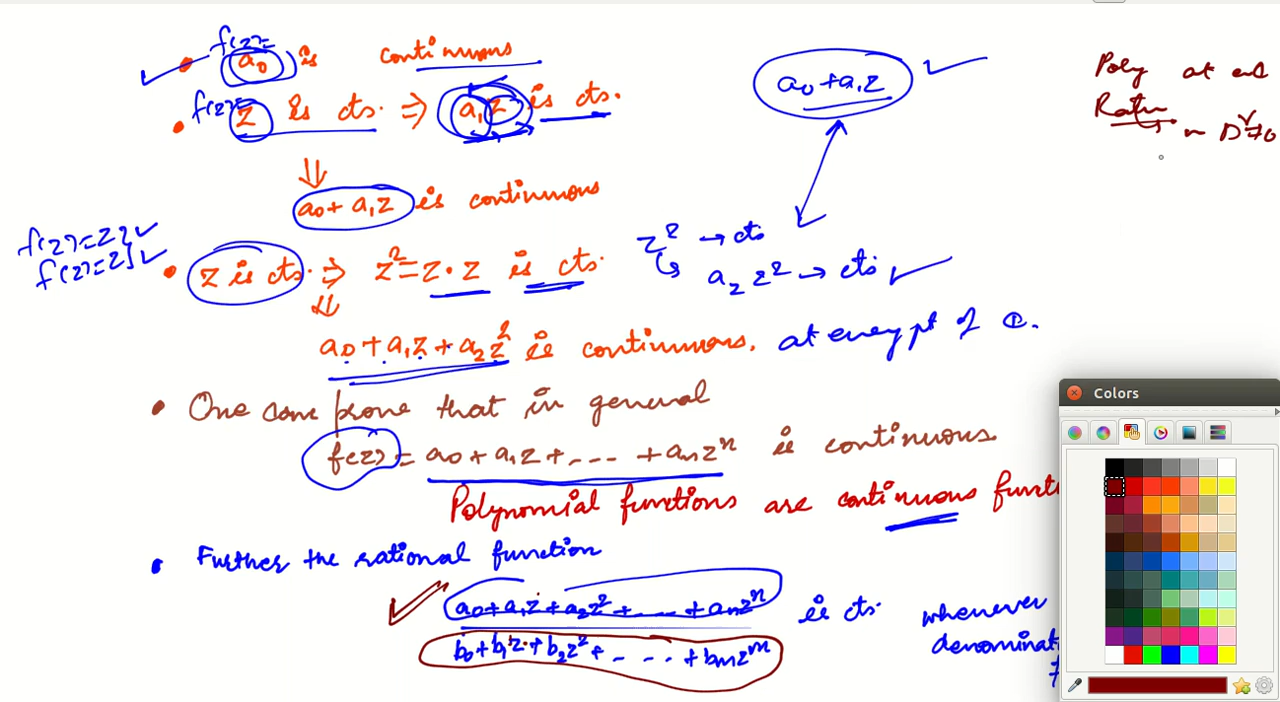 f(z)=
a₀ is continuous
f(z)=
z is cts. ⇒ a₁z is cts.
⇓
a₀ + a₁z is continuous
a₀ + a₁z
Poly at
D ≠ 0
f(z)=z²
f(z)=z
z is cts. ⇒ z² = z · z is cts.
z² → cts
a₂z² → cts
⇓
a₀ + a₁z + a₂z² is continuous. at every pt of ℂ.
One can prove that in general
f(z) = a₀ + a₁z + .... + aₙzⁿ is continuous.
Polynomial functions are continuous functi
Further the rational function
a₀ + a₁z + a₂z² + ..... + aₙzⁿ
is cts. whenever
b₀ + b₁z + b₂z² + ..... + bₘzᵐ
denominat
≠
Colors